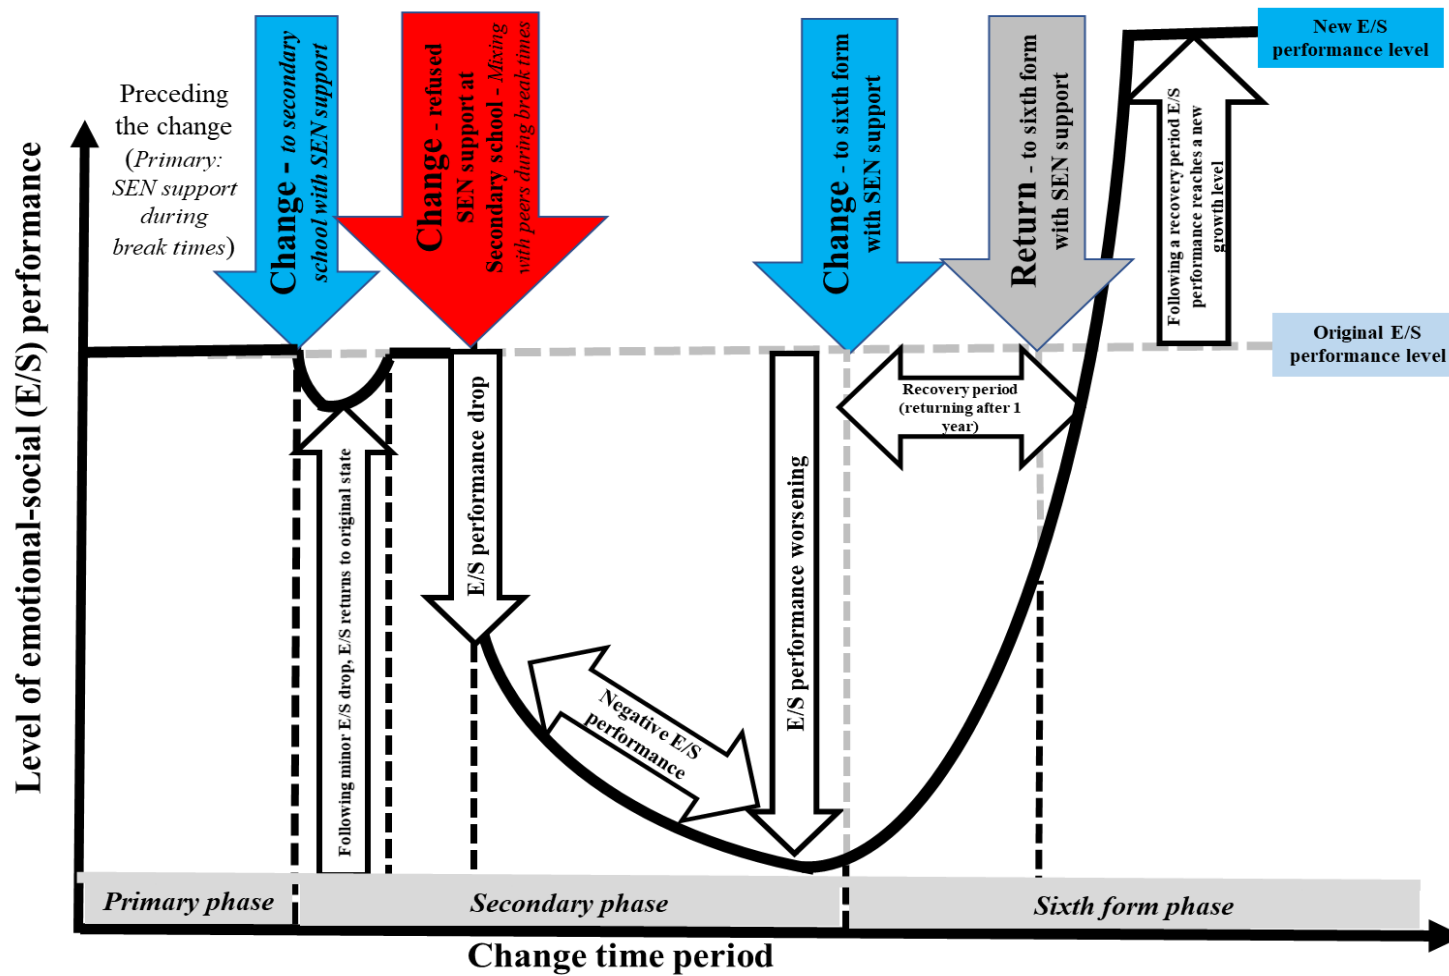 Level of emotional-social (E/S) performance
Preceding
the change
(Primary:
SEN support
during
break times)
Change - to secondary
school with SEN support
Change - refused
SEN support at
Secondary school - Mixing
with peers during break times
Change - to sixth form
with SEN support
Return - to sixth form
with SEN support
New E/S
performance level
Following a recovery period E/S
performance reaches a new
growth level
Original E/S
performance level
Recovery period
(returning after 1
year)
Following minor E/S drop, E/S returns to original state
E/S performance drop
Negative E/S
performance
E/S performance worsening
Primary phase
Secondary phase
Sixth form phase
Change time period